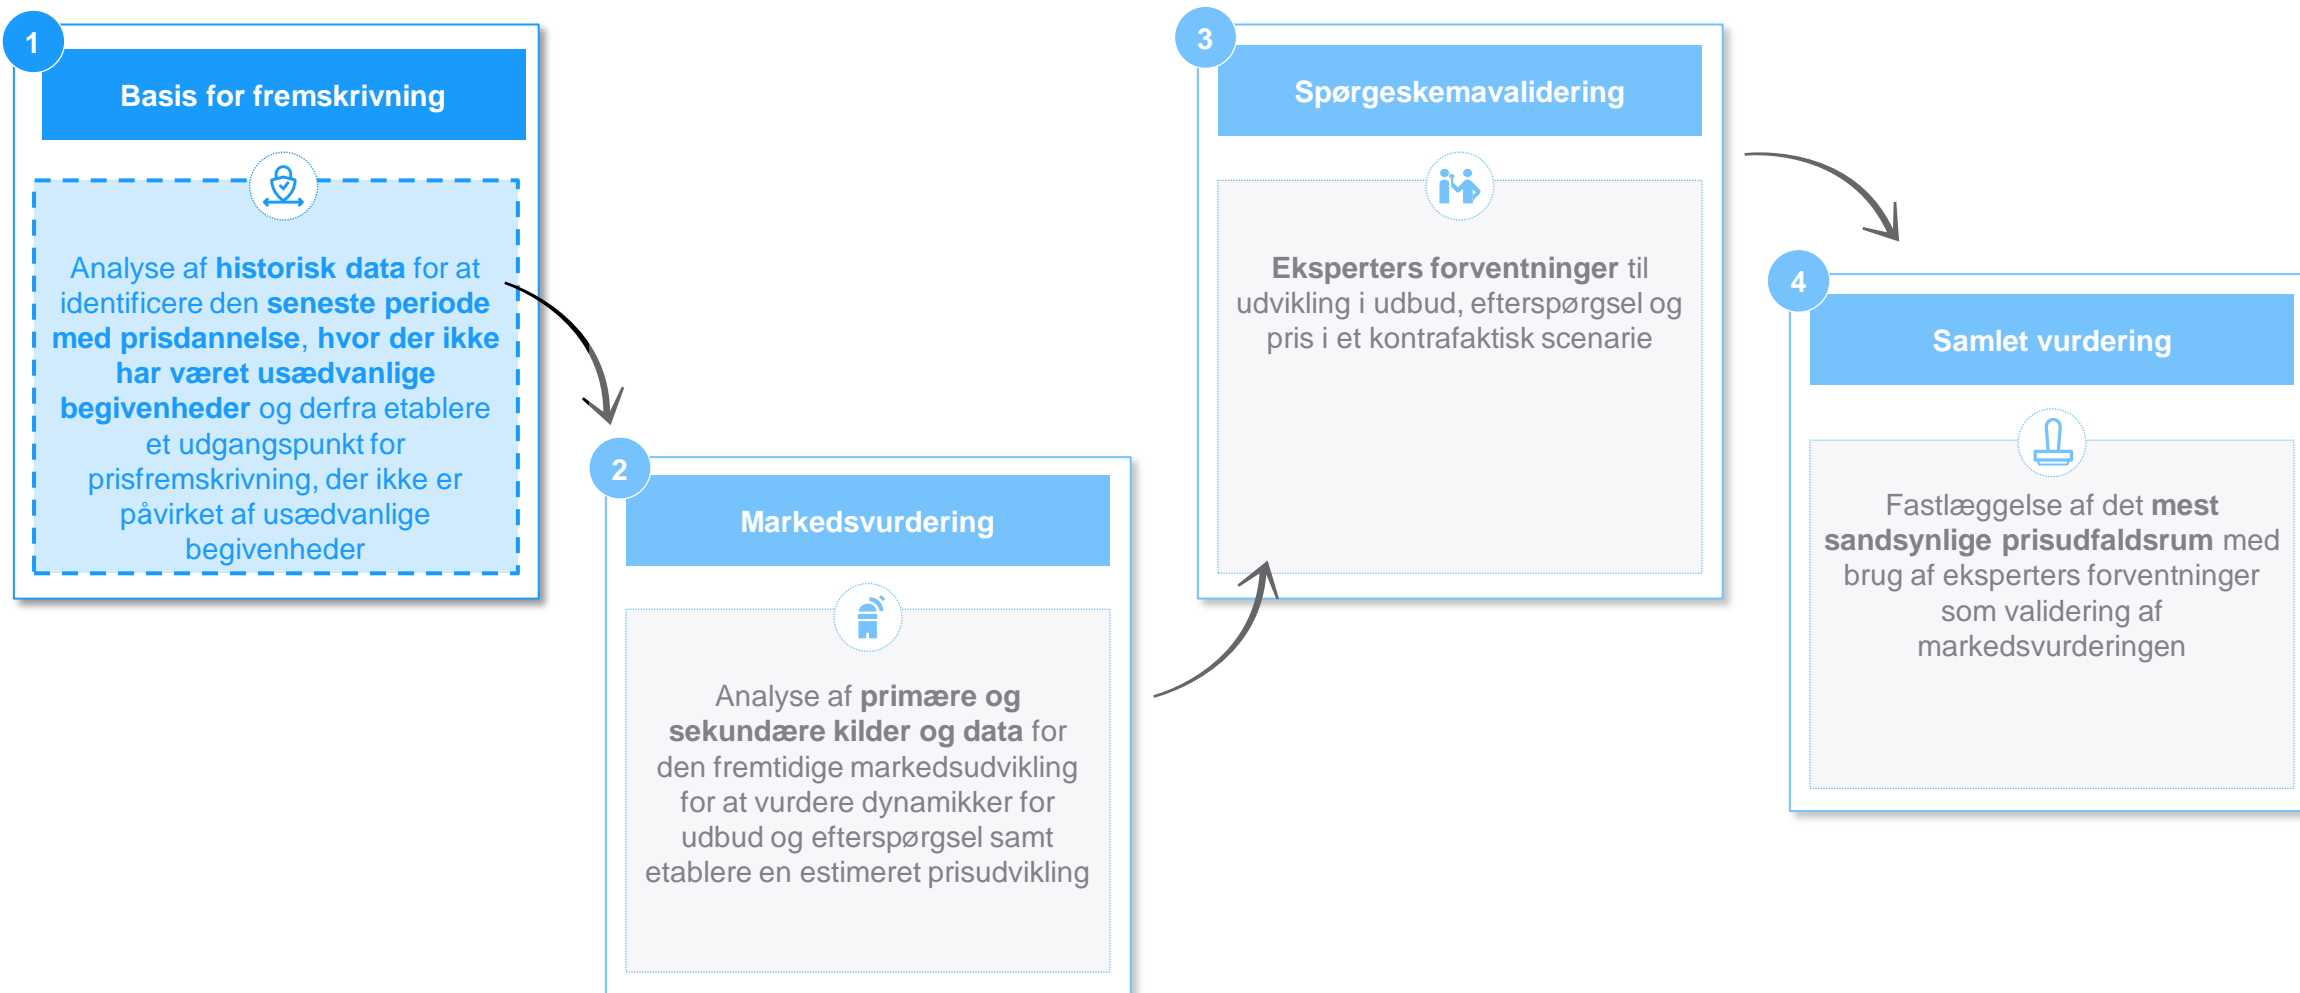 1
Basis for fremskrivning
Analyse af historisk data for at
identificere den seneste periode
med prisdannelse, hvor der ikke
har været usædvanlige
begivenheder og derfra etablere
et udgangspunkt for
prisfremskrivning, der ikke er
påvirket af usædvanlige
begivenheder
2
Markedsvurdering
Analyse af primære og
sekundære kilder og data for
den fremtidige markedsudvikling
for at vurdere dynamikker for
udbud og efterspørgsel samt
etablere en estimeret prisudvikling
3
Spørgeskemavalidering
Eksperters forventninger til
udvikling i udbud, efterspørgsel og
pris i et kontrafaktisk scenarie
4
Samlet vurdering
Fastlæggelse af det mest
sandsynlige prisudfaldsrum med
brug af eksperters forventninger
som validering af
markedsvurderingen